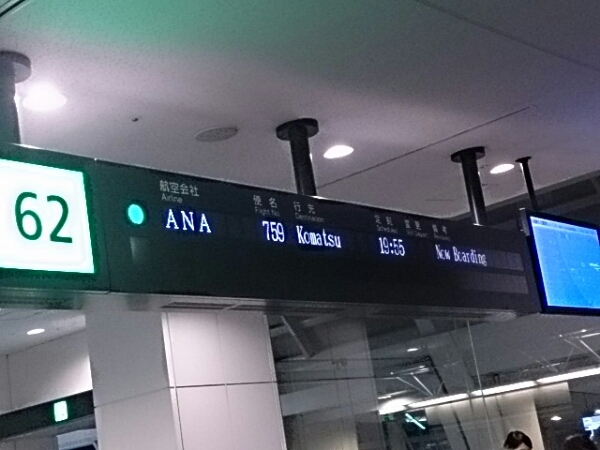 62
航空会社 便名 行先 定刻 変更 備考
Airline Flight No. Destination Scheduled
ANA 759 Komatsu 19:55 Now Boarding